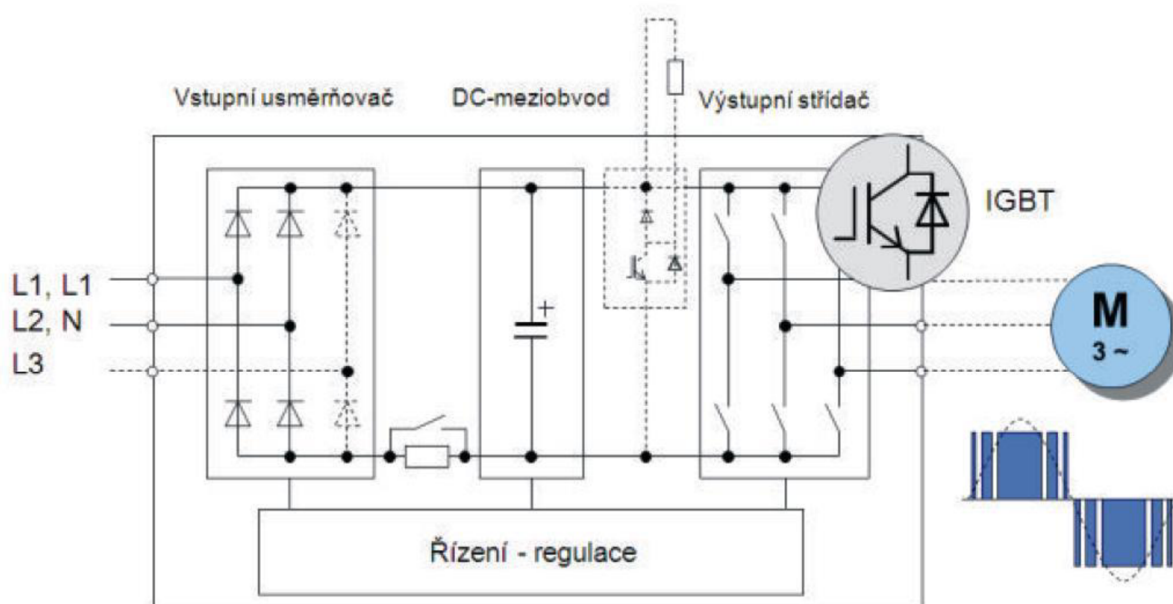 Vstupní usměrňovač
DC-meziobvod
Výstupní střídač
IGBT
L1, L1
L2, N
L3
+
M
3 ~
Řízení - regulace